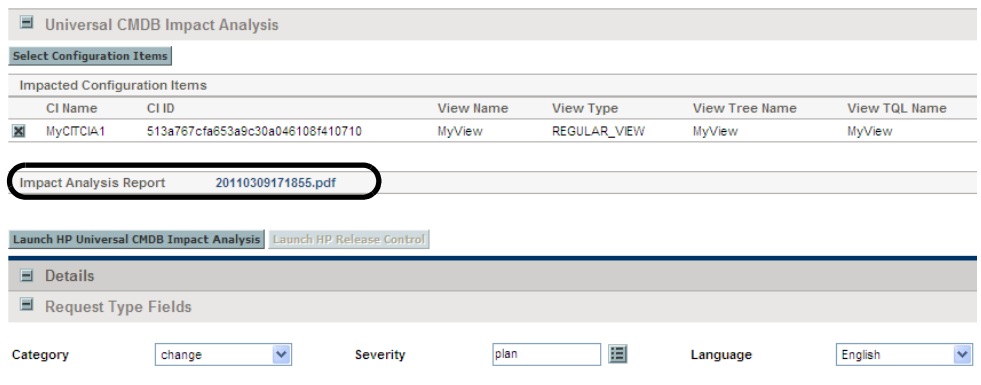 Universal CMDB Impact Analysis
Select Configuration Items
Impacted Configuration Items
CI Name CI ID View Name View Type View Tree Name View TQL Name
MyCITCIA1 513a767cfa653a9c30a046108f410710 MyView REGULAR_VIEW MyView MyView
Impact Analysis Report 20110309171855.pdf
Launch HP Universal CMDB Impact Analysis Launch HP Release Control
Details
Request Type Fields
Category change Severity plan Language English